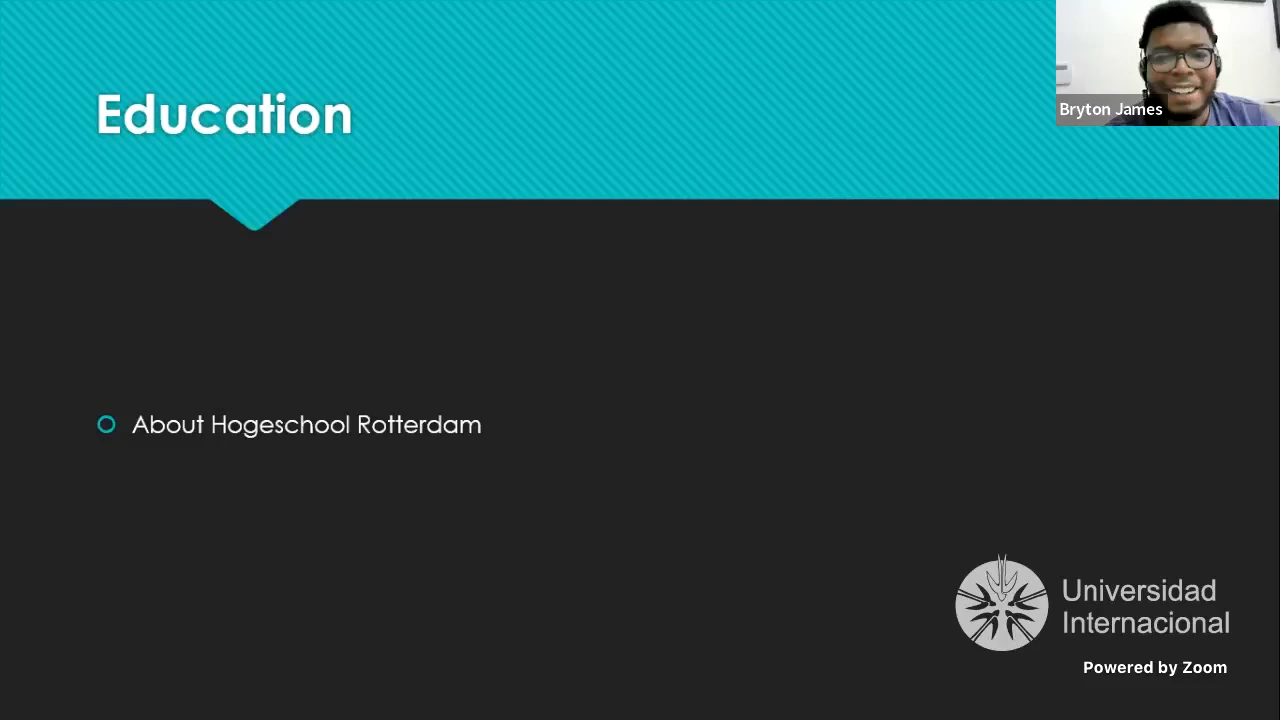 Education
Bryton James
About Hogeschool Rotterdam
Universidad
Internacional
Powered by Zoom